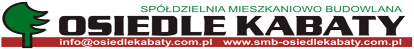 SPÓŁDZIELNIA MIESZKANIOWO BUDOWLANA
OSIEDLE KABATY
info@osiedlekabaty.com.pl www.smb-osiedlekabaty.com.pl